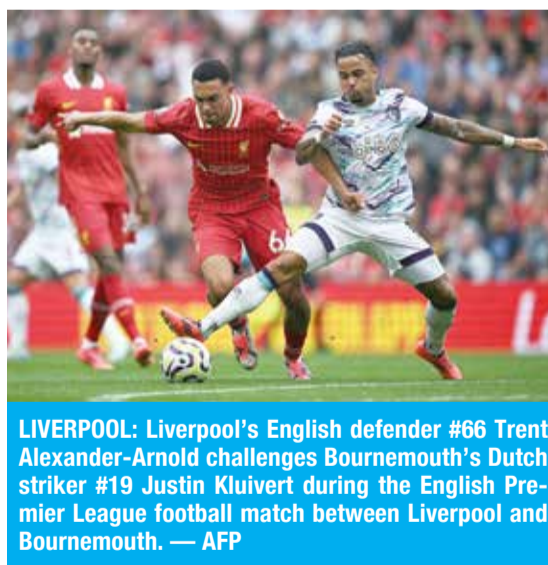 LIVERPOOL: Liverpool's English defender #66 Trent
Alexander-Arnold challenges Bournemouth's Dutch
striker #19 Justin Kluivert during the English Pre-
mier League football match between Liverpool and
Bournemouth. — AFP